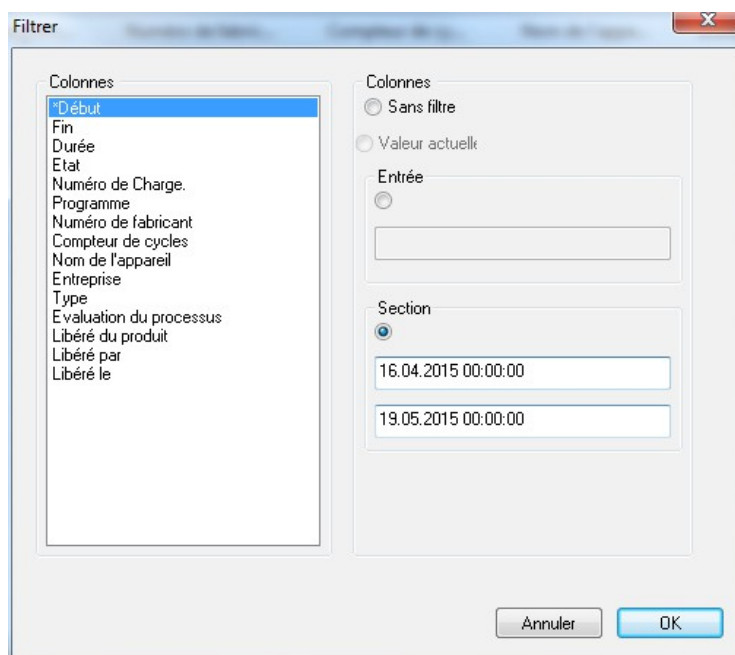 Filtrer
Colonnes
*Début
Fin
Durée
Etat
Numéro de Charge.
Programme
Numéro de fabricant
Compteur de cycles
Nom de l'appareil
Entreprise
Type
Evaluation du processus
Libéré du produit
Libéré par
Libéré le
Colonnes
Sans filtre
Valeur actuelle
Entrée
Section
16.04.2015 00:00:00
19.05.2015 00:00:00
Annuler
OK